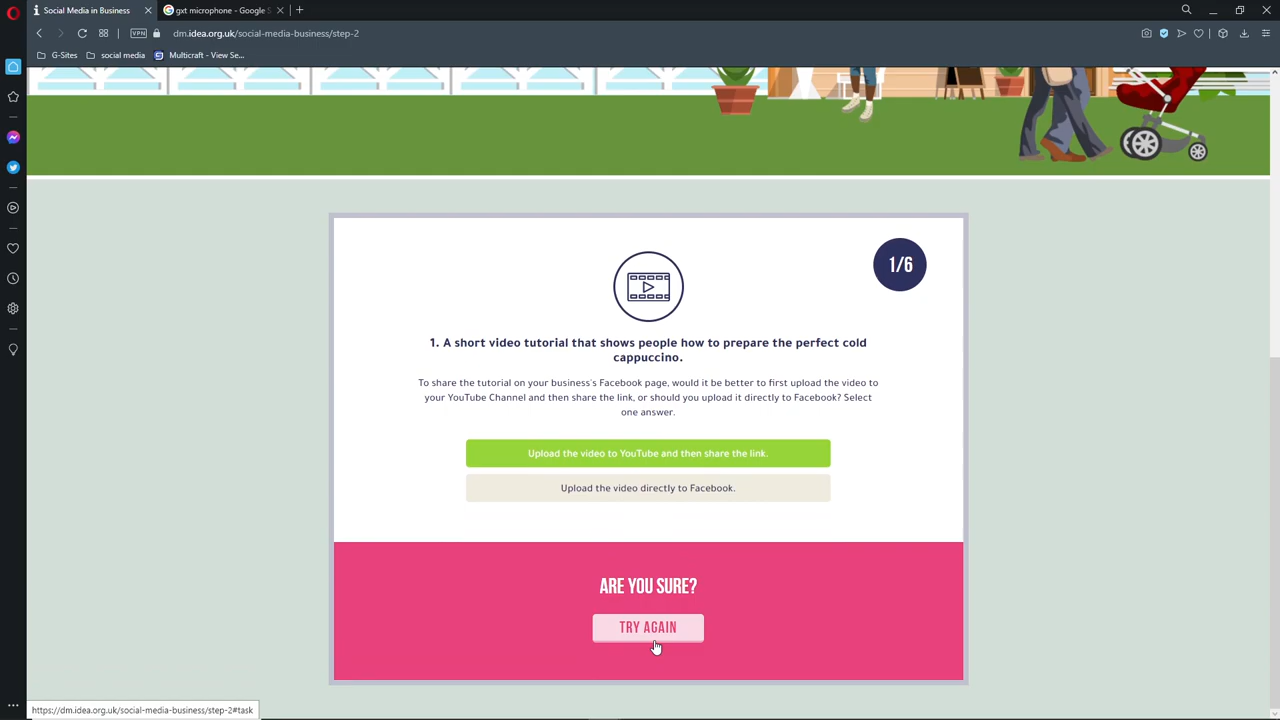 Social Media in Business
gxt microphone - Google S
VPN
dm.idea.org.uk/social-media-business/step-2
G-Sites
social media
Multicraft - View Se...
1/6
1. A short video tutorial that shows people how to prepare the perfect cold
cappuccino.
To share the tutorial on your business's Facebook page, would it be better to first upload the video to
your YouTube Channel and then share the link, or should you upload it directly to Facebook? Select
one answer.
Upload the video to YouTube and then share the link.
Upload the video directly to Facebook.
ARE YOU SURE?
TRY AGAIN
https://dm.idea.org.uk/social-media-business/step-2#task